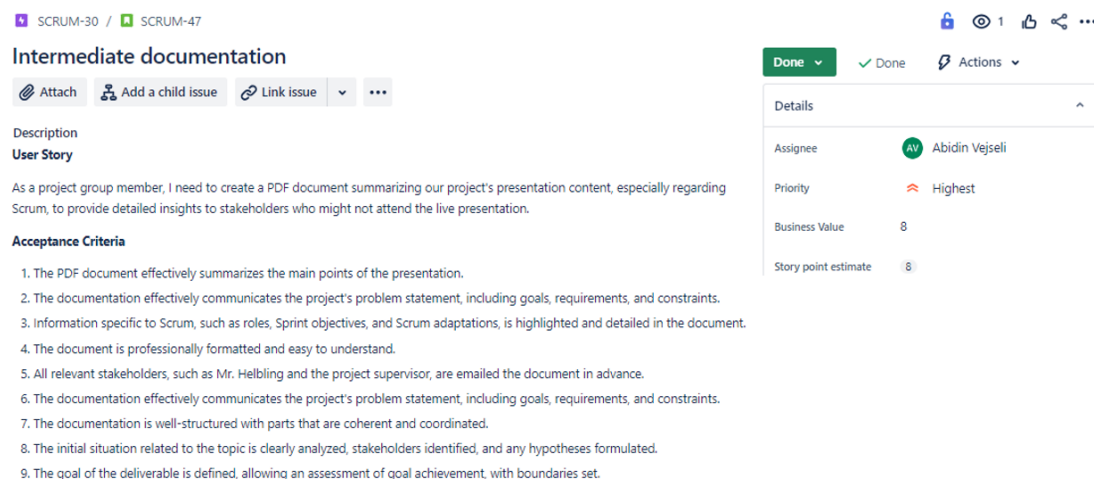 SCRUM-30 / SCRUM-47
1
Intermediate documentation
Done
Done
Actions
Attach
Add a child issue
Link issue
Details
Description
User Story
Assignee
AV
Abidin Vejseli
As a project group member, I need to create a PDF document summarizing our project's presentation content, especially regarding
Scrum, to provide detailed insights to stakeholders who might not attend the live presentation.
Priority
Highest
Business Value
8
Story point estimate
8
Acceptance Criteria
1. The PDF document effectively summarizes the main points of the presentation.
2. The documentation effectively communicates the project's problem statement, including goals, requirements, and constraints.
3. Information specific to Scrum, such as roles, Sprint objectives, and Scrum adaptations, is highlighted and detailed in the document.
4. The document is professionally formatted and easy to understand.
5. All relevant stakeholders, such as Mr. Helbling and the project supervisor, are emailed the document in advance.
6. The documentation effectively communicates the project's problem statement, including goals, requirements, and constraints.
7. The documentation is well-structured with parts that are coherent and coordinated.
8. The initial situation related to the topic is clearly analyzed, stakeholders identified, and any hypotheses formulated.
9. The goal of the deliverable is defined, allowing an assessment of goal achievement, with boundaries set.